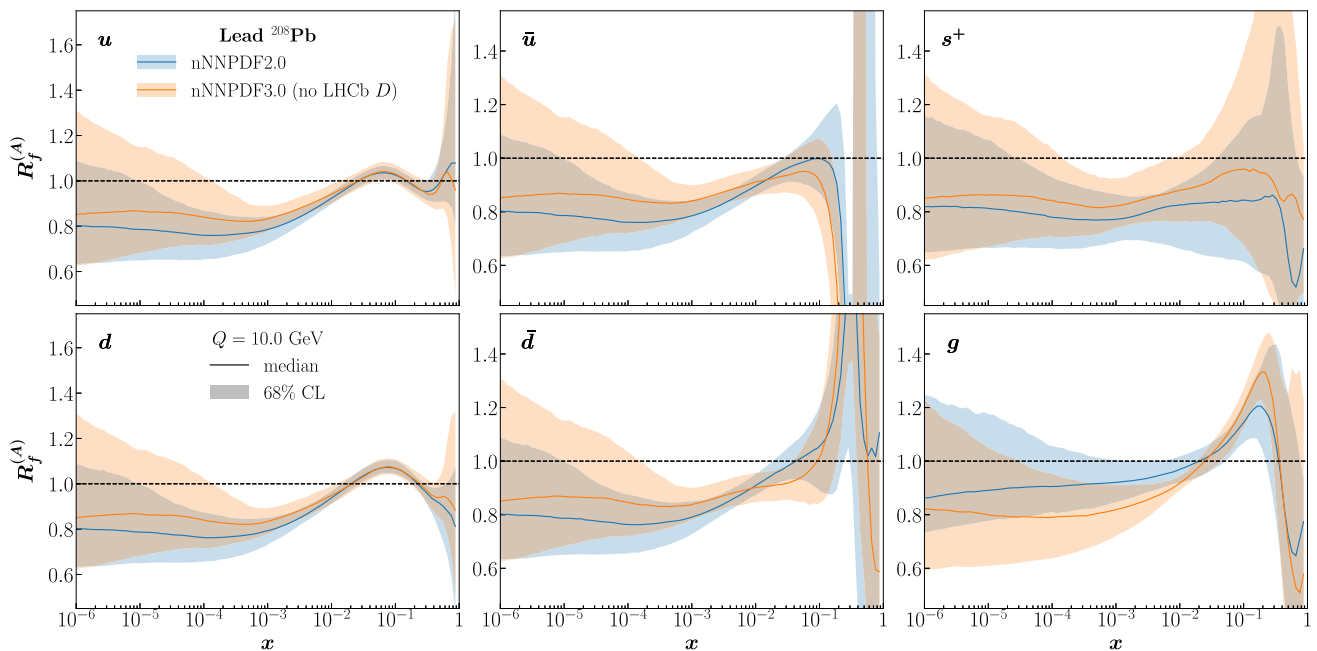 u
Lead ²⁰⁸Pb
nNNPDF2.0
nNNPDF3.0 (no LHCb D)
R_f^(A)
1.6
1.4
1.2
1.0
0.8
0.6
ū
1.4
1.2
1.0
0.8
0.6
s⁺
1.4
1.2
1.0
0.8
0.6
d
Q = 10.0 GeV
median
68% CL
R_f^(A)
1.6
1.4
1.2
1.0
0.8
0.6
10⁻⁶ 10⁻⁵ 10⁻⁴ 10⁻³ 10⁻² 10⁻¹ 1
x
d̄
1.4
1.2
1.0
0.8
0.6
10⁻⁶ 10⁻⁵ 10⁻⁴ 10⁻³ 10⁻² 10⁻¹ 1
x
g
1.4
1.2
1.0
0.8
0.6
10⁻⁶ 10⁻⁵ 10⁻⁴ 10⁻³ 10⁻² 10⁻¹ 1
x